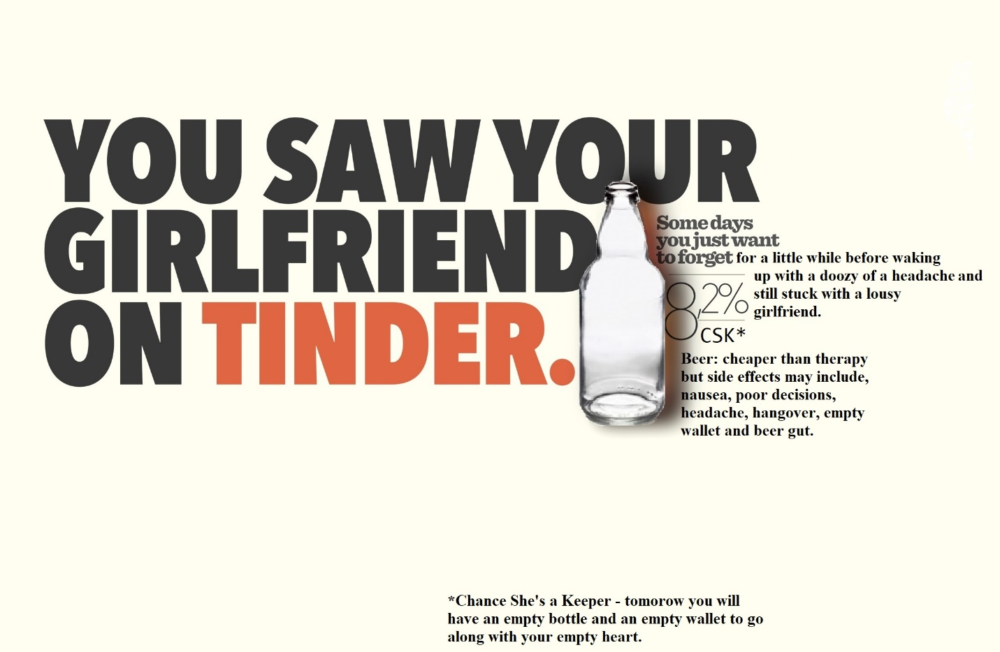 YOU SAW YOUR
GIRLFRIEND
ON TINDER.
Some days
you just want
to forget for a little while before waking
up with a doozy of a headache and
still stuck with a lousy
girlfriend.
8,2%
CSK*
Beer: cheaper than therapy
but side effects may include,
nausea, poor decisions,
headache, hangover, empty
wallet and beer gut.
*Chance She's a Keeper - tomorow you will
have an empty bottle and an empty wallet to go
along with your empty heart.